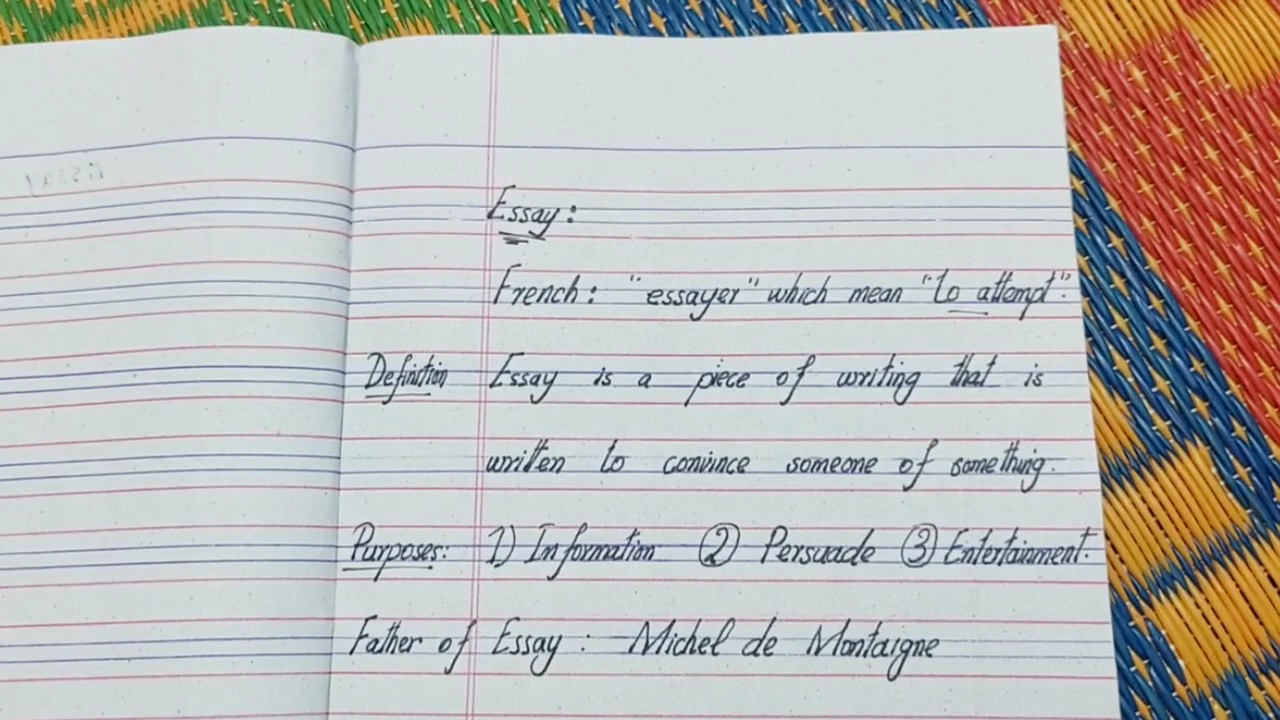 Essay :
French : "essayer" which mean "to attempt".
Definition Essay is a piece of writing that is
written to convince someone of something.
Purposes: 1) Information ② Persuade ③ Entertainment.
Father of Essay : Michel de Montaigne